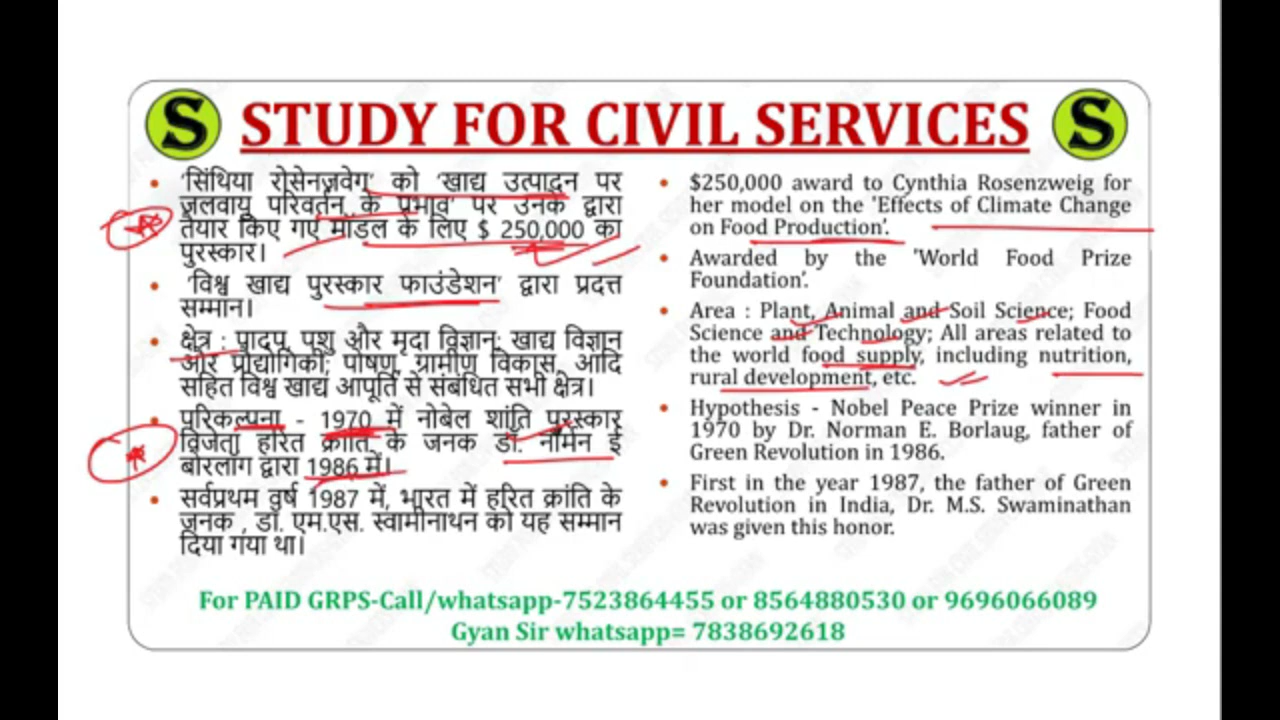 S STUDY FOR CIVIL SERVICES S
'सिंथिया रोसेनज़्वेग' को 'खाद्य उत्पादन पर
जलवायु परिवर्तन के प्रभाव' पर उनके द्वारा
तैयार किए गए मॉडल के लिए $ 250,000 का
पुरस्कार।
'विश्व खाद्य पुरस्कार फाउंडेशन' द्वारा प्रदत्त
सम्मान।
क्षेत्र : पादप, पशु और मृदा विज्ञान; खाद्य विज्ञान
और प्रौद्योगिकी; पोषण, ग्रामीण विकास, आदि
सहित विश्व खाद्य आपूर्ति से संबंधित सभी क्षेत्र।
परिकल्पना - 1970 में नोबेल शांति पुरस्कार
विजेता हरित क्रांति के जनक डॉ. नॉर्मन ई
बोरलॉग द्वारा 1986 में।
सर्वप्रथम वर्ष 1987 में, भारत में हरित क्रांति के
जनक , डॉ. एम.एस. स्वामीनाथन को यह सम्मान
दिया गया था।
$250,000 award to Cynthia Rosenzweig for
her model on the 'Effects of Climate Change
on Food Production'.
Awarded by the 'World Food Prize
Foundation'.
Area : Plant, Animal and Soil Science; Food
Science and Technology; All areas related to
the world food supply, including nutrition,
rural development, etc.
Hypothesis - Nobel Peace Prize winner in
1970 by Dr. Norman E. Borlaug, father of
Green Revolution in 1986.
First in the year 1987, the father of Green
Revolution in India, Dr. M.S. Swaminathan
was given this honor.
For PAID GRPS-Call/whatsapp-7523864455 or 8564880530 or 9696066089
Gyan Sir whatsapp= 7838692618